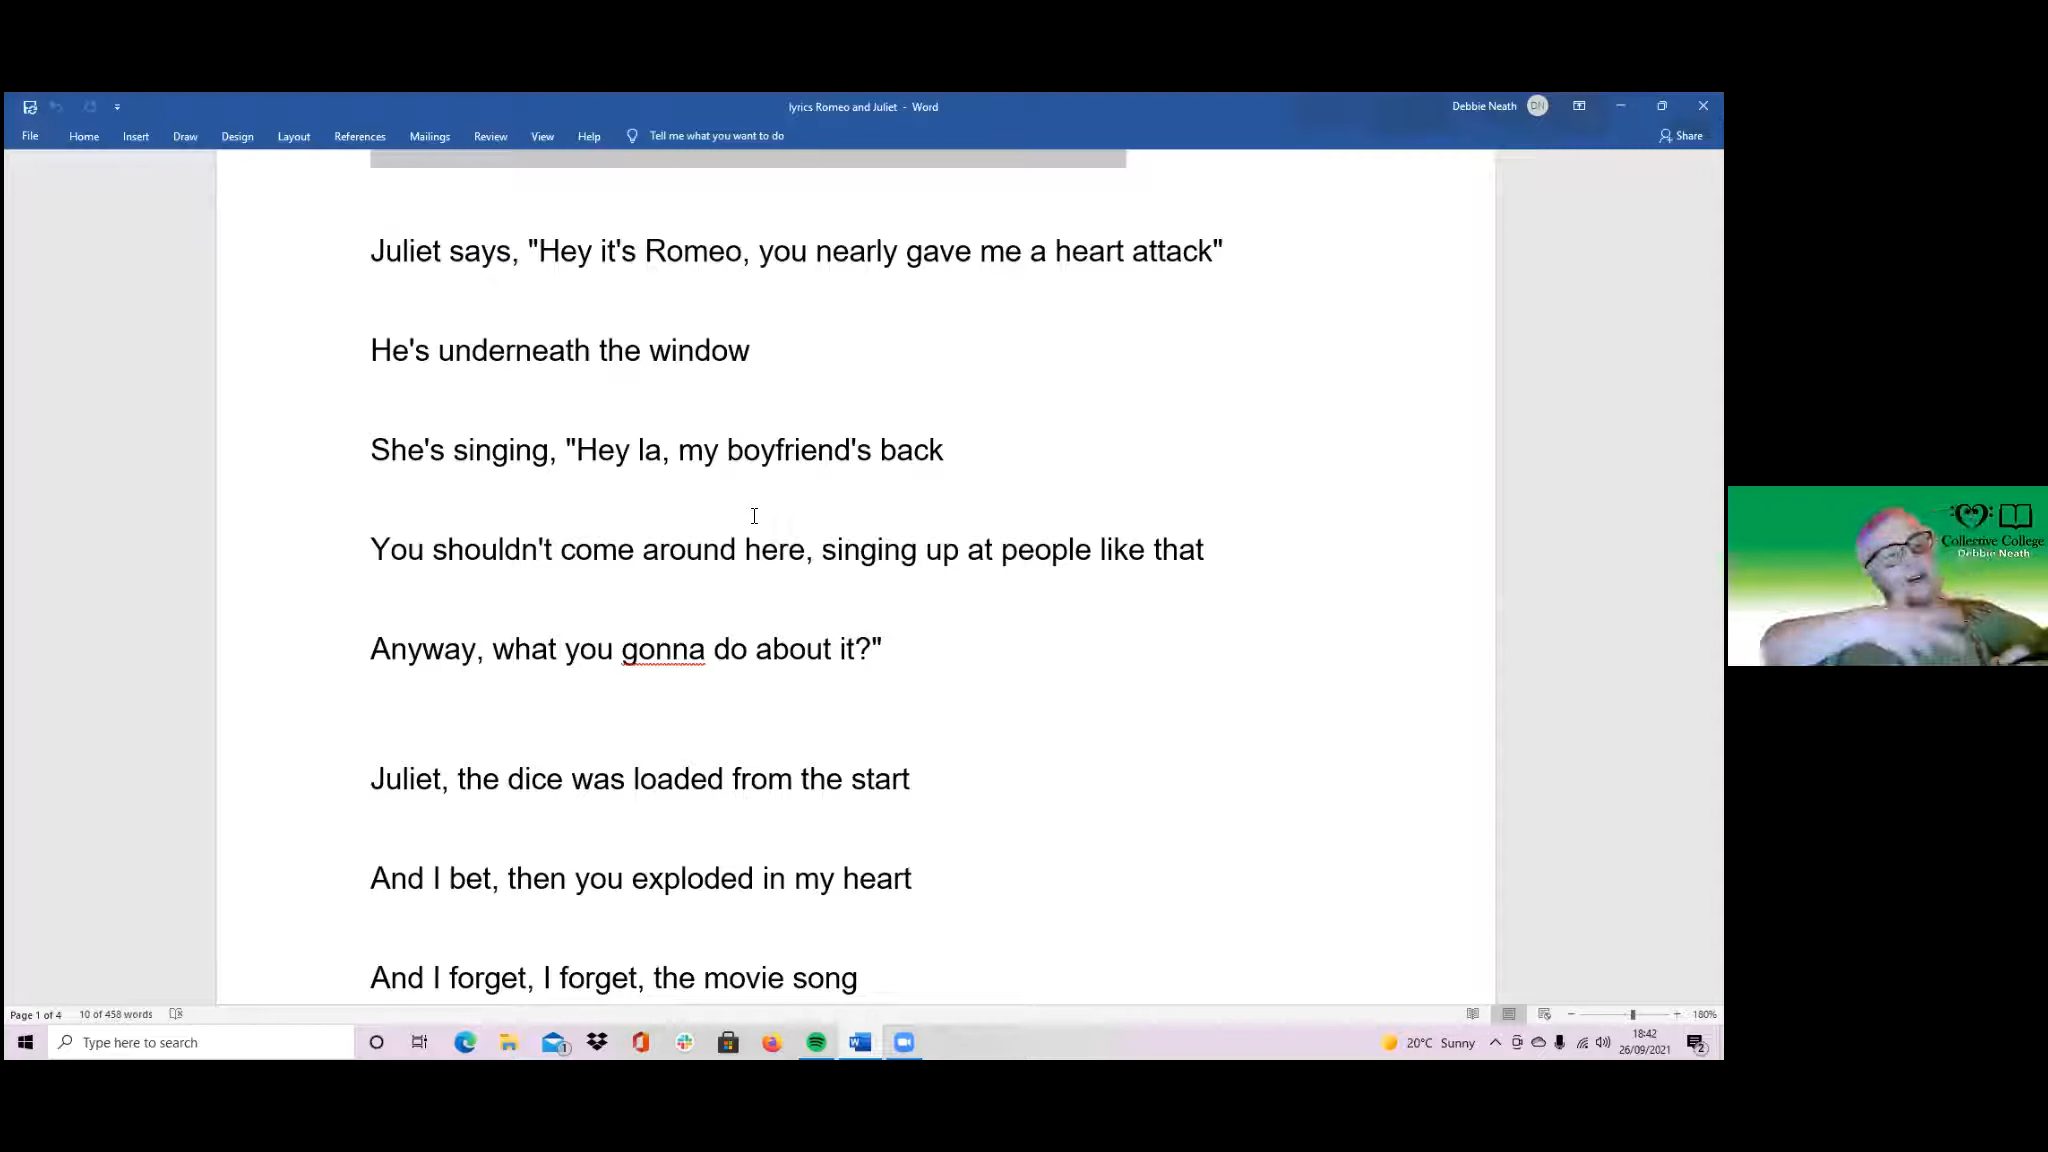 lyrics Romeo and Juliet - Word
Debbie Neath
DN
File
Home
Insert
Draw
Design
Layout
References
Mailings
Review
View
Help
Tell me what you want to do
Share
Juliet says, "Hey it's Romeo, you nearly gave me a heart attack"
He's underneath the window
She's singing, "Hey la, my boyfriend's back
You shouldn't come around here, singing up at people like that
Anyway, what you gonna do about it?"
Juliet, the dice was loaded from the start
And I bet, then you exploded in my heart
And I forget, I forget, the movie song
Collective College
Debbie Neath
Page 1 of 4
10 of 458 words
180%
Type here to search
1
20°C Sunny
18:42
26/09/2021
2